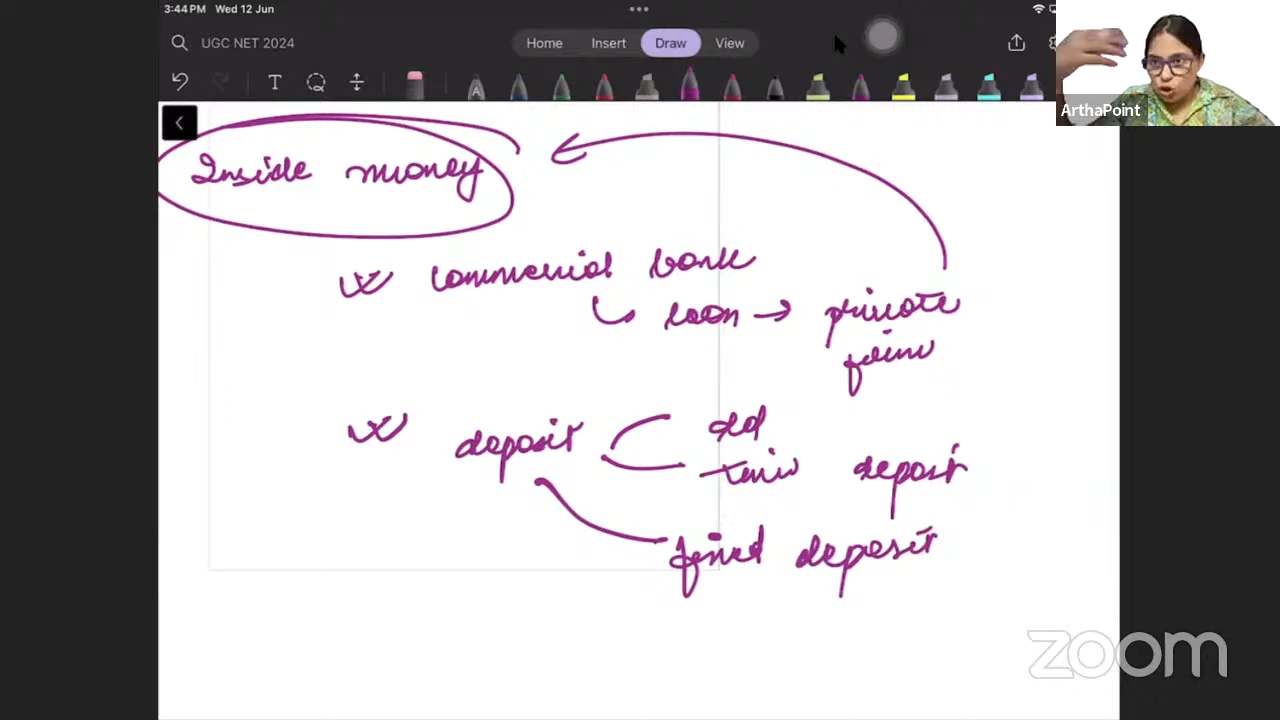 3:44 PM Wed 12 Jun
UGC NET 2024
Home Insert Draw View
ArthaPoint
Inside money
commercial bank
loan → private
firm
deposit
dd
Time deposit
fixed deposit
zoom